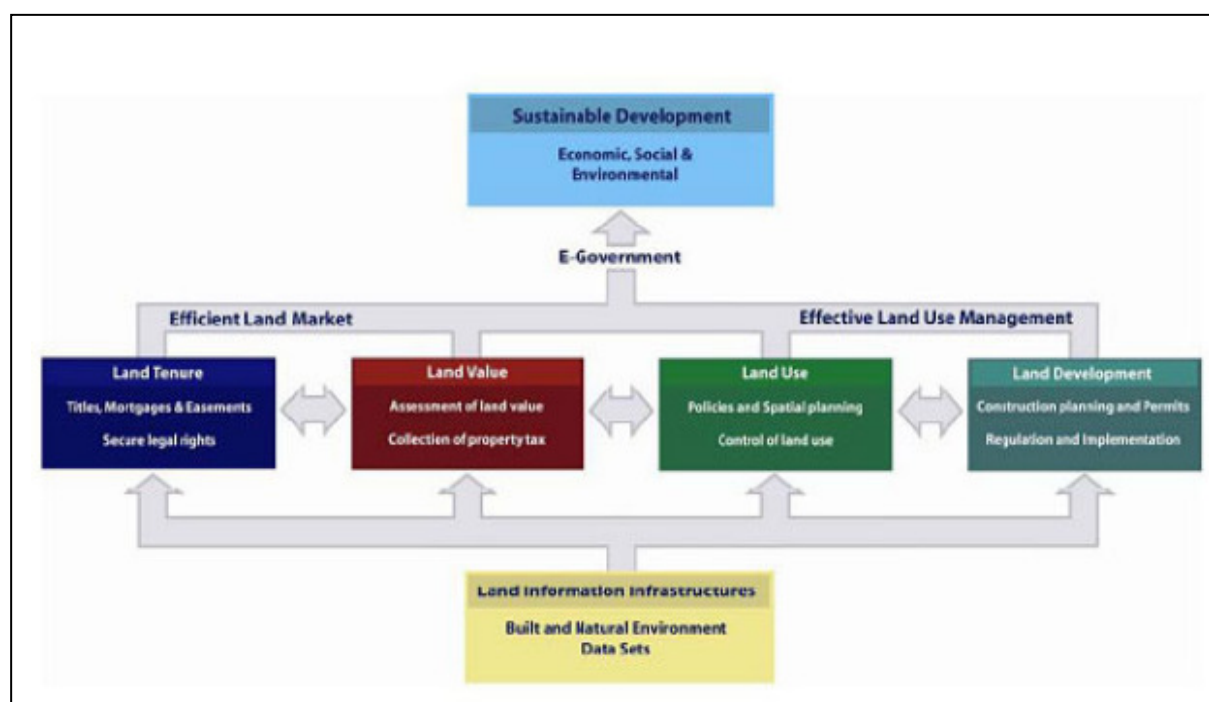 Sustainable Development
Economic, Social &
Environmental
E-Government
Efficient Land Market
Effective Land Use Management
Land Tenure
Titles, Mortgages & Easements
Secure legal rights
Land Value
Assessment of land value
Collection of property tax
Land Use
Policies and Spatial planning
Control of land use
Land Development
Construction planning and Permits
Regulation and Implementation
Land Information Infrastructures
Built and Natural Environment
Data Sets